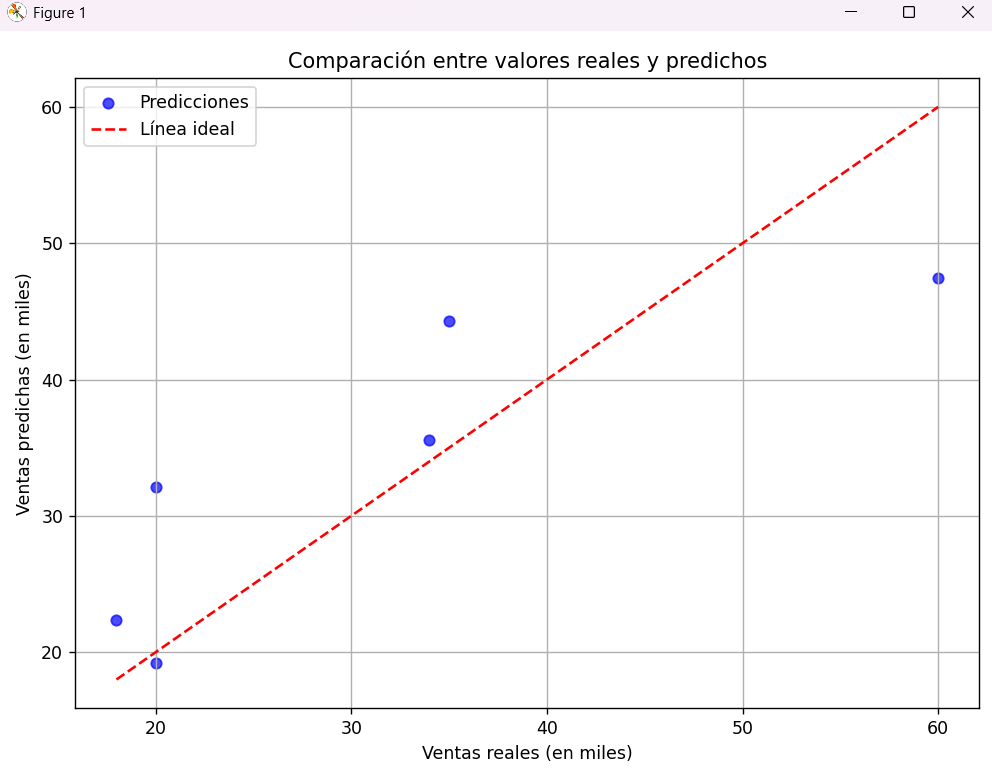 Figure 1
Comparación entre valores reales y predichos
Predicciones
Línea ideal
60
50
40
30
20
Ventas predichas (en miles)
20 30 40 50 60
Ventas reales (en miles)